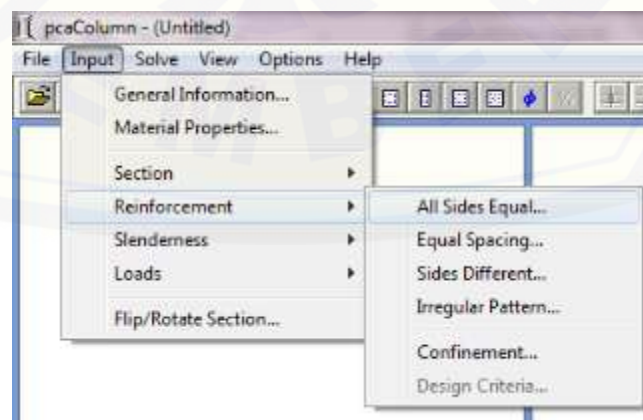 pcaColumn - (Untitled)
File Input Solve View Options Help
General Information...
Material Properties...
Section
Reinforcement
Slenderness
Loads
Flip/Rotate Section...
All Sides Equal...
Equal Spacing...
Sides Different...
Irregular Pattern...
Confinement...
Design Criteria...